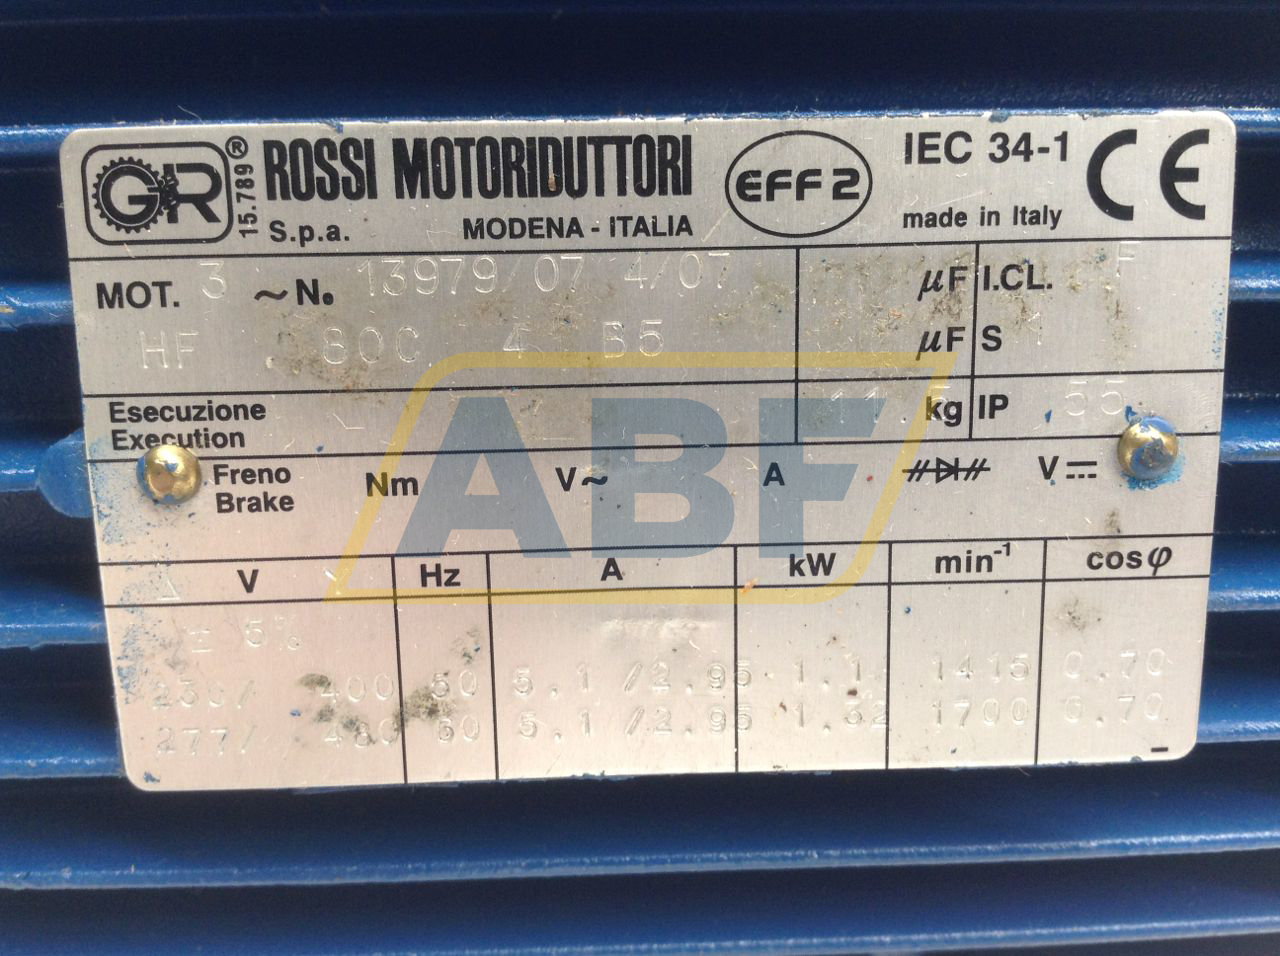 GR ® 15.789 ROSSI MOTORIDUTTORI EFF2 IEC 34-1 CE
S.p.a. MODENA - ITALIA made in Italy
MOT. 3 ~ No 13979/07 4/07 μF I.CL. F
HF 80C 4 B5 μF S 1
Esecuzione
Execution 11 kg IP 55
Freno
Brake Nm V~ A V⎓
ABF
Δ V Hz A kW min-1 cosφ
± 5%
230/ 400 50 5.1 /2.95 1.1 1415 0.70
277/ 480 60 5.1 /2.95 1.32 1700 0.70